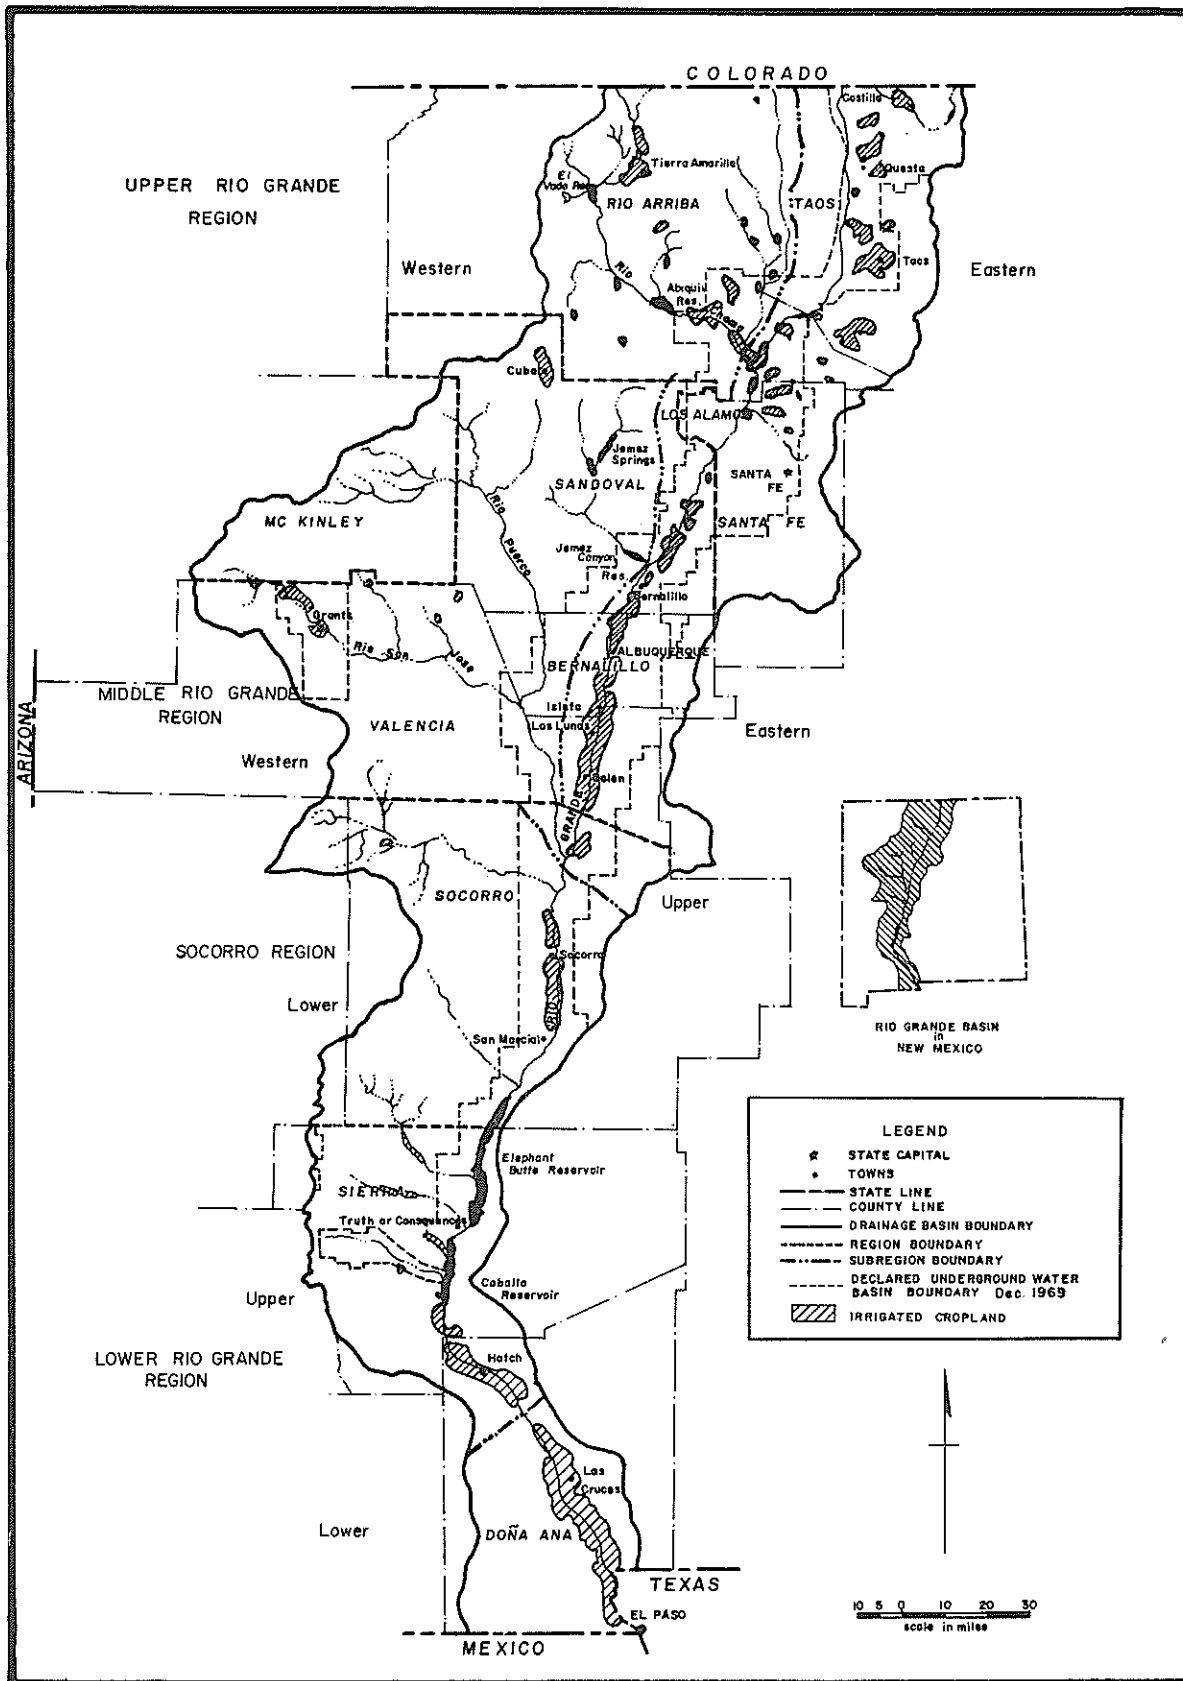 COLORADO
Costilla
Tierra Amarilla
Questa
El
Vado Res.
UPPER RIO GRANDE
REGION
RIO ARRIBA
TAOS
Taos
Western
Eastern
Rio
Abiquiu
Res.
Chama
Cuba
LOS ALAMOS
Jemez
Springs
SANTA
FE
SANDOVAL
Rio
Puerco
MC KINLEY
SANTA FE
Jemez
Canyon
Res.
Bernalillo
Grants
Rio San
Jose
ALBUQUERQUE
BERNALILLO
MIDDLE RIO GRANDE
REGION
Isleta
Los Lunas
VALENCIA
Eastern
ARIZONA
Western
Belen
GRANDE
SOCORRO
Upper
SOCORRO REGION
Socorro
Lower
RIO
San Marcial
RIO GRANDE BASIN
in
NEW MEXICO
LEGEND
STATE CAPITAL
TOWNS
STATE LINE
COUNTY LINE
DRAINAGE BASIN BOUNDARY
REGION BOUNDARY
SUBREGION BOUNDARY
DECLARED UNDERGROUND WATER
BASIN BOUNDARY Dec. 1969
IRRIGATED CROPLAND
Elephant
Butte Reservoir
SIERRA
Truth or Consquences
Caballo
Reservoir
Upper
LOWER RIO GRANDE
REGION
Hatch
Las
Cruces
Lower
DOÑA ANA
TEXAS
EL PASO
MEXICO
10 5 0 10 20 30
scale in miles